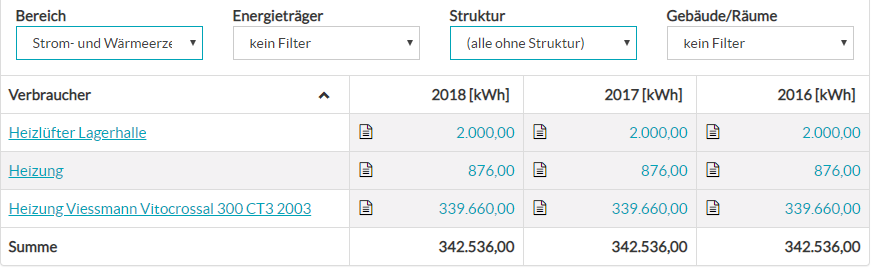 Bereich Energieträger Struktur Gebäude/Räume
Strom- und Wärmeerze kein Filter (alle ohne Struktur) kein Filter
Verbraucher 2018 [kWh] 2017 [kWh] 2016 [kWh]
Heizlüfter Lagerhalle 2.000,00 2.000,00 2.000,00
Heizung 876,00 876,00 876,00
Heizung Viessmann Vitocrossal 300 CT3 2003 339.660,00 339.660,00 339.660,00
Summe 342.536,00 342.536,00 342.536,00